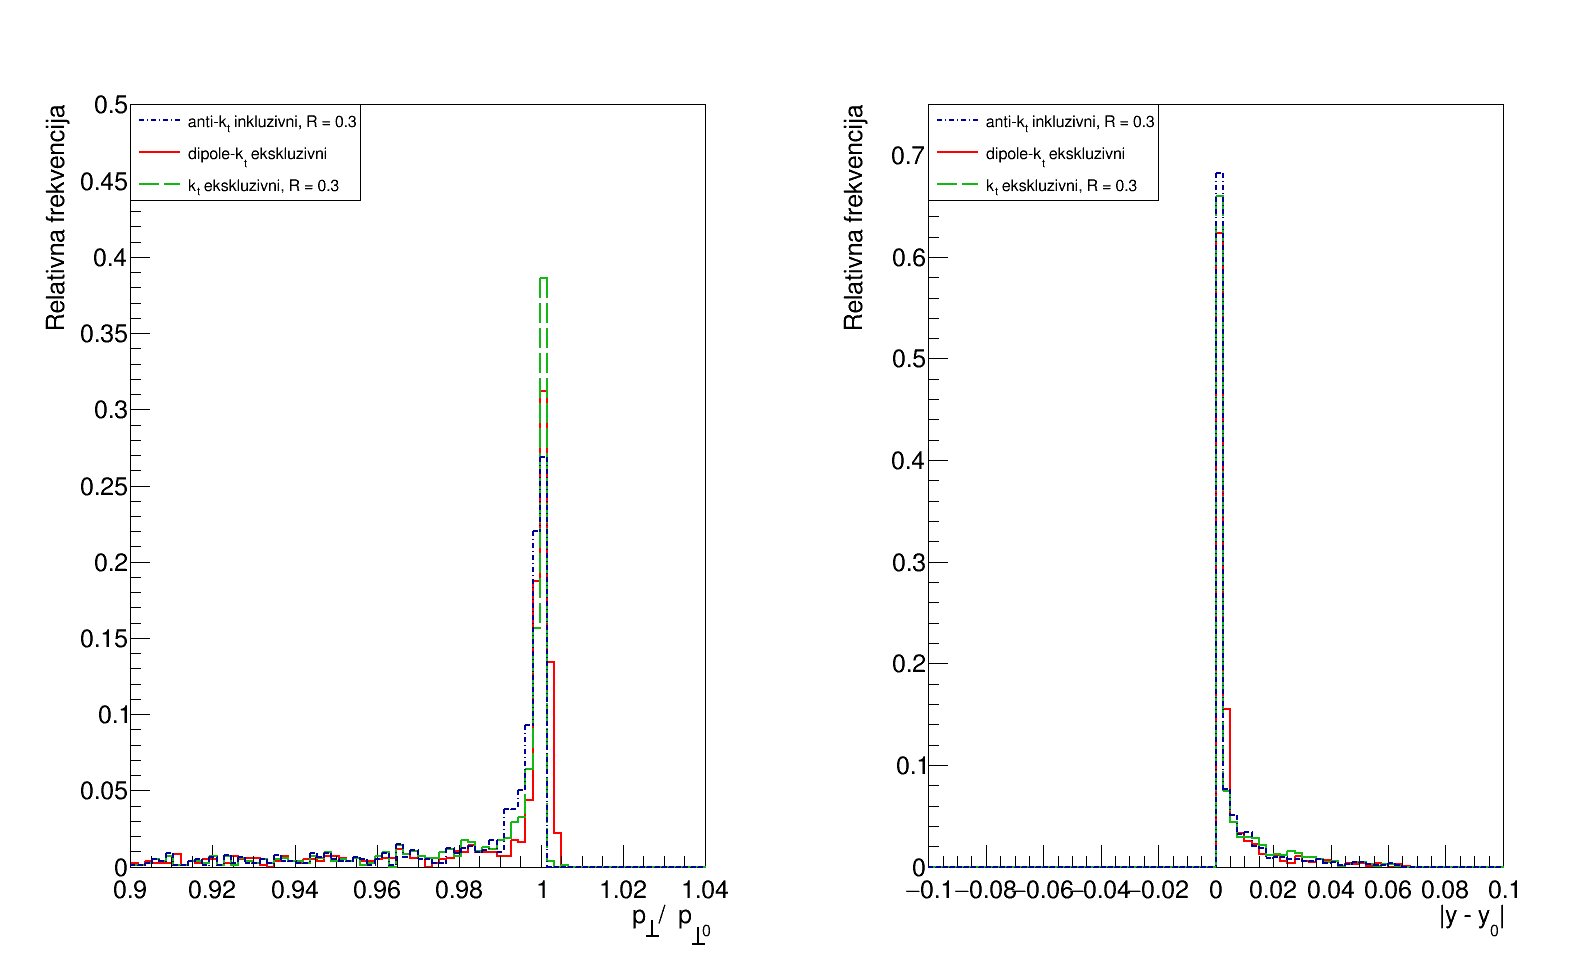 Relativna frekvencija
0.5
0.45
0.4
0.35
0.3
0.25
0.2
0.15
0.1
0.05
0
anti-kt inkluzivni, R = 0.3
dipole-kt ekskluzivni
kt ekskluzivni, R = 0.3
0.9 0.92 0.94 0.96 0.98 1 1.02 1.04
p⊥/ p⊥0
Relativna frekvencija
0.7
0.6
0.5
0.4
0.3
0.2
0.1
0
anti-kt inkluzivni, R = 0.3
dipole-kt ekskluzivni
kt ekskluzivni, R = 0.3
−0.1 −0.08 −0.06 −0.04 −0.02 0 0.02 0.04 0.06 0.08 0.1
|y - y0|